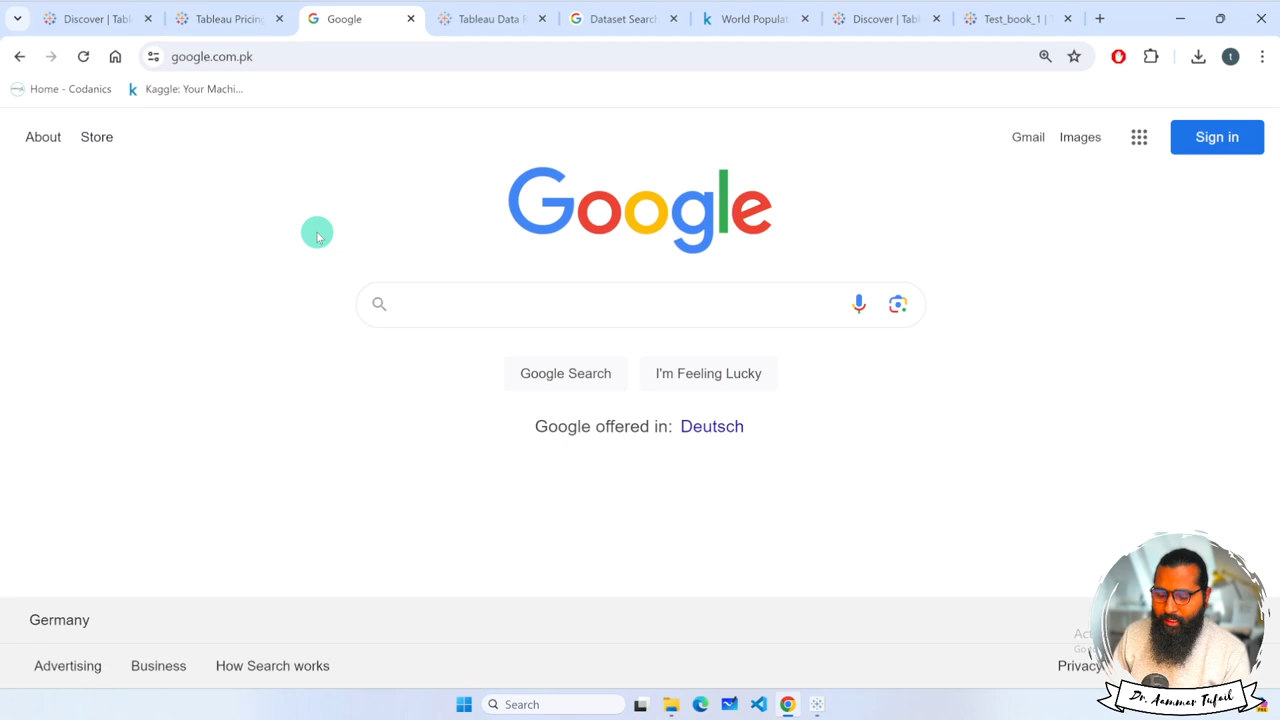 Discover | Tabl
Tableau Pricing
Google
Tableau Data R
Dataset Search
World Populat
Discover | Tabl
Test_book_1 | T
google.com.pk
t
Home - Codanics
Kaggle: Your Machi...
About
Store
Gmail
Images
Sign in
Google
Google Search
I'm Feeling Lucky
Google offered in: Deutsch
Germany
Advertising
Business
How Search works
Privacy
Search
Dr. Aammar Tufail